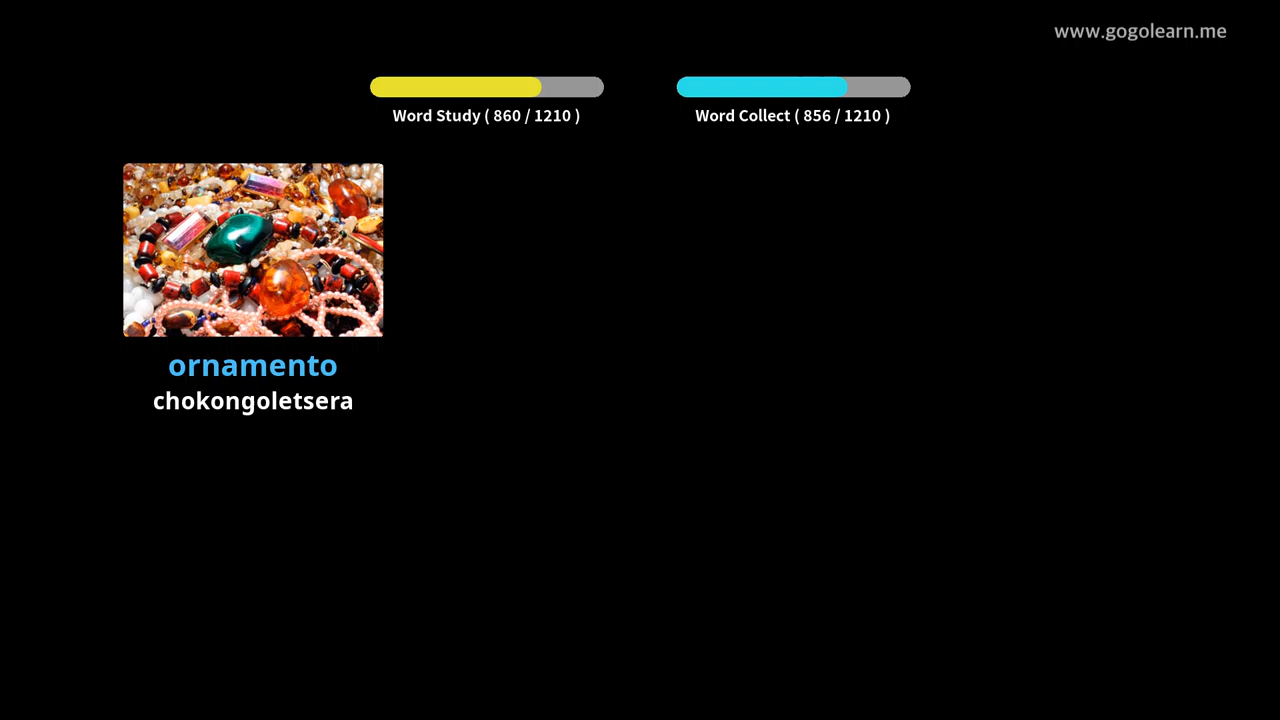 www.gogolearn.me
Word Study ( 860 / 1210 )
Word Collect ( 856 / 1210 )
ornamento
chokongoletsera